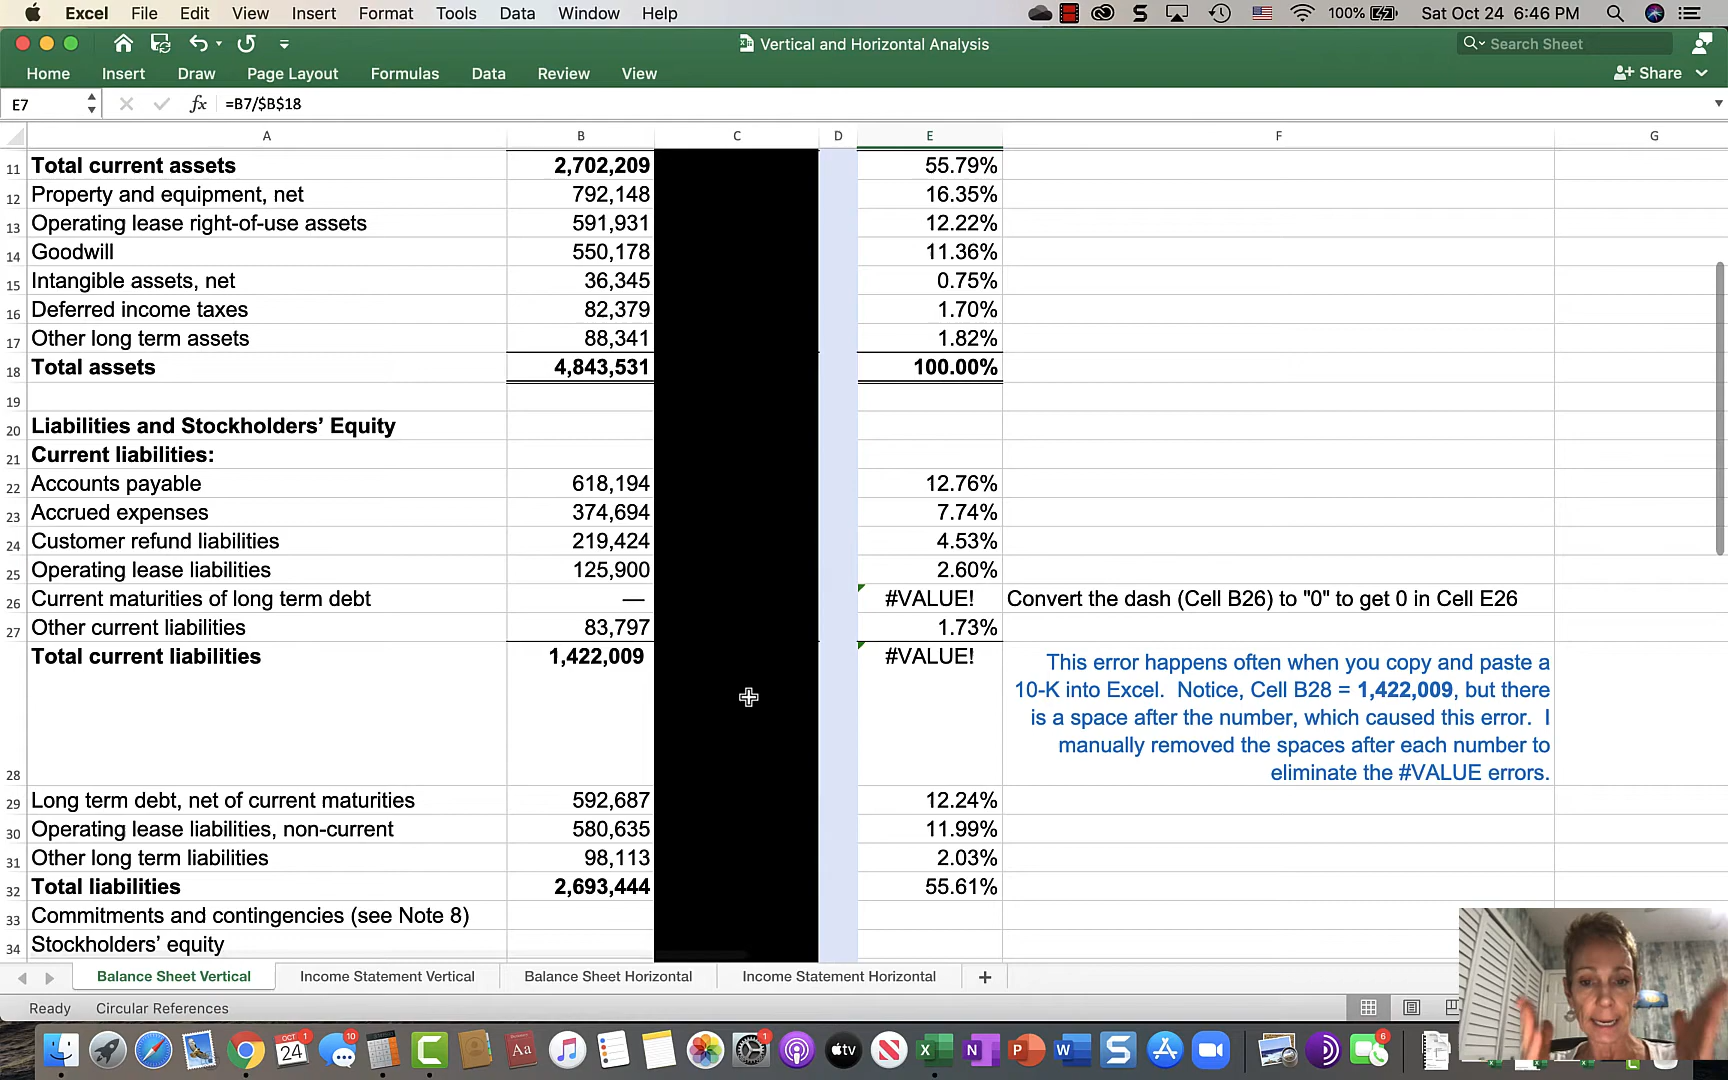 Excel File Edit View Insert Format Tools Data Window Help 100% Sat Oct 24 6:46 PM
Vertical and Horizontal Analysis
Search Sheet
Home Insert Draw Page Layout Formulas Data Review View Share
E7 fx =B7/$B$18
A B C D E F G
11 Total current assets 2,702,209 55.79%
12 Property and equipment, net 792,148 16.35%
13 Operating lease right-of-use assets 591,931 12.22%
14 Goodwill 550,178 11.36%
15 Intangible assets, net 36,345 0.75%
16 Deferred income taxes 82,379 1.70%
17 Other long term assets 88,341 1.82%
18 Total assets 4,843,531 100.00%
19
20 Liabilities and Stockholders’ Equity
21 Current liabilities:
22 Accounts payable 618,194 12.76%
23 Accrued expenses 374,694 7.74%
24 Customer refund liabilities 219,424 4.53%
25 Operating lease liabilities 125,900 2.60%
26 Current maturities of long term debt — #VALUE! Convert the dash (Cell B26) to "0" to get 0 in Cell E26
27 Other current liabilities 83,797 1.73%
Total current liabilities 1,422,009 #VALUE!
This error happens often when you copy and paste a
10-K into Excel. Notice, Cell B28 = 1,422,009, but there
is a space after the number, which caused this error. I
manually removed the spaces after each number to
28 eliminate the #VALUE errors.
29 Long term debt, net of current maturities 592,687 12.24%
30 Operating lease liabilities, non-current 580,635 11.99%
31 Other long term liabilities 98,113 2.03%
32 Total liabilities 2,693,444 55.61%
33 Commitments and contingencies (see Note 8)
34 Stockholders’ equity
Balance Sheet Vertical Income Statement Vertical Balance Sheet Horizontal Income Statement Horizontal +
Ready Circular References
OCT 24 1 10 Aa 1 tv X N P W S 6